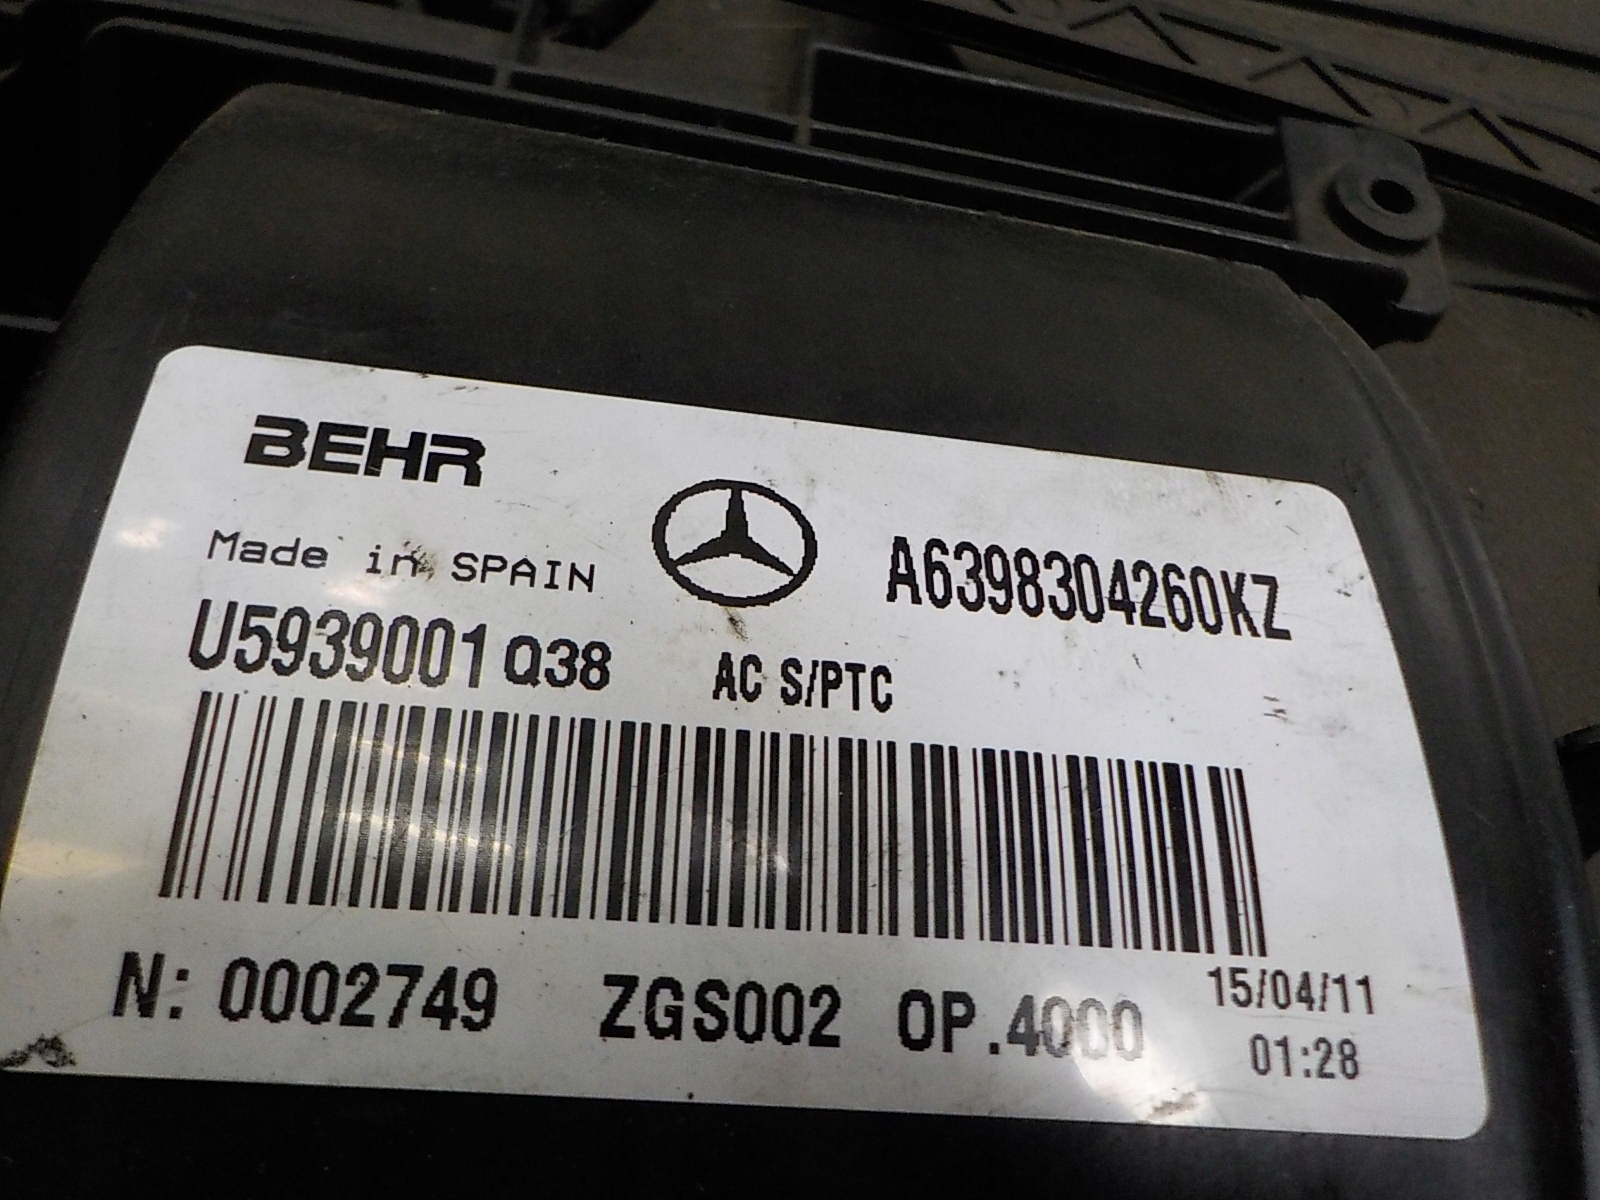 BEHR
Made in SPAIN
A6398304260KZ
U5939001 Q38 AC S/PTC
N: 0002749 ZGS002 OP.4000 15/04/11
01:28